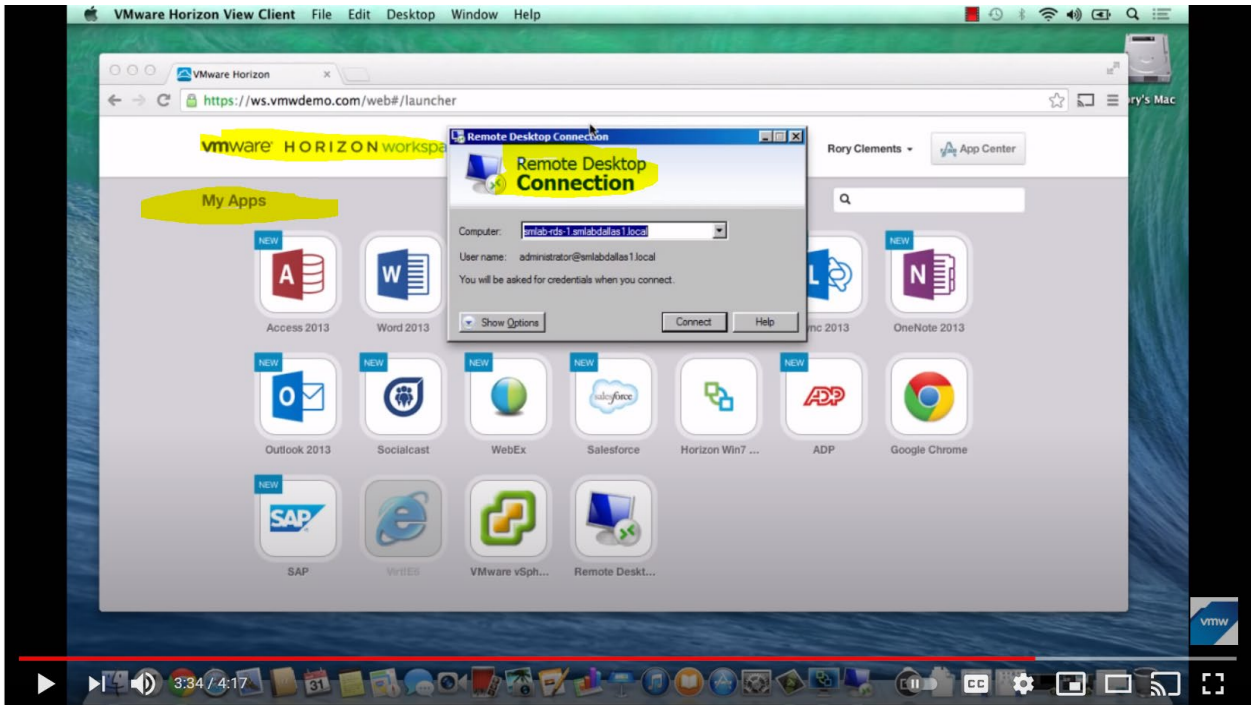 VMware Horizon View Client File Edit Desktop Window Help
VMware Horizon
https://ws.vmwdemo.com/web#/launcher
ry's Mac
vmware HORIZON workspa
Rory Clements
App Center
My Apps
Remote Desktop Connection
Remote Desktop
Connection
Computer: smlab-rds-1.smlabdallas1.local
User name: administrator@smlabdallas1.local
You will be asked for credentials when you connect.
Show Options Connect Help
NEW NEW
A W L N
Access 2013 Word 2013 nc 2013 OneNote 2013
NEW NEW NEW NEW NEW
O salesforce ADP
Outlook 2013 Socialcast WebEx Salesforce Horizon Win7 ... ADP Google Chrome
NEW
SAP
SAP VirtIE6 VMware vSph... Remote Deskt...
vmw
31
3:34 / 4:17
CC